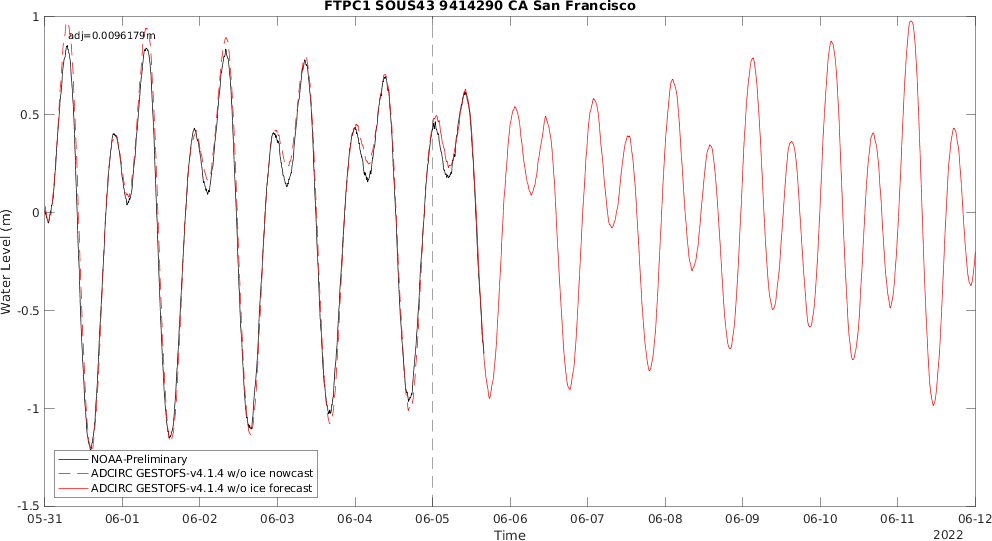 FTPC1 SOUS43 9414290 CA San Francisco
adj=0.0096179m
1
0.5
0
-0.5
-1
-1.5
Water Level (m)
NOAA-Preliminary
ADCIRC GESTOFS-v4.1.4 w/o ice nowcast
ADCIRC GESTOFS-v4.1.4 w/o ice forecast
05-31 06-01 06-02 06-03 06-04 06-05 06-06 06-07 06-08 06-09 06-10 06-11 06-12
Time
2022